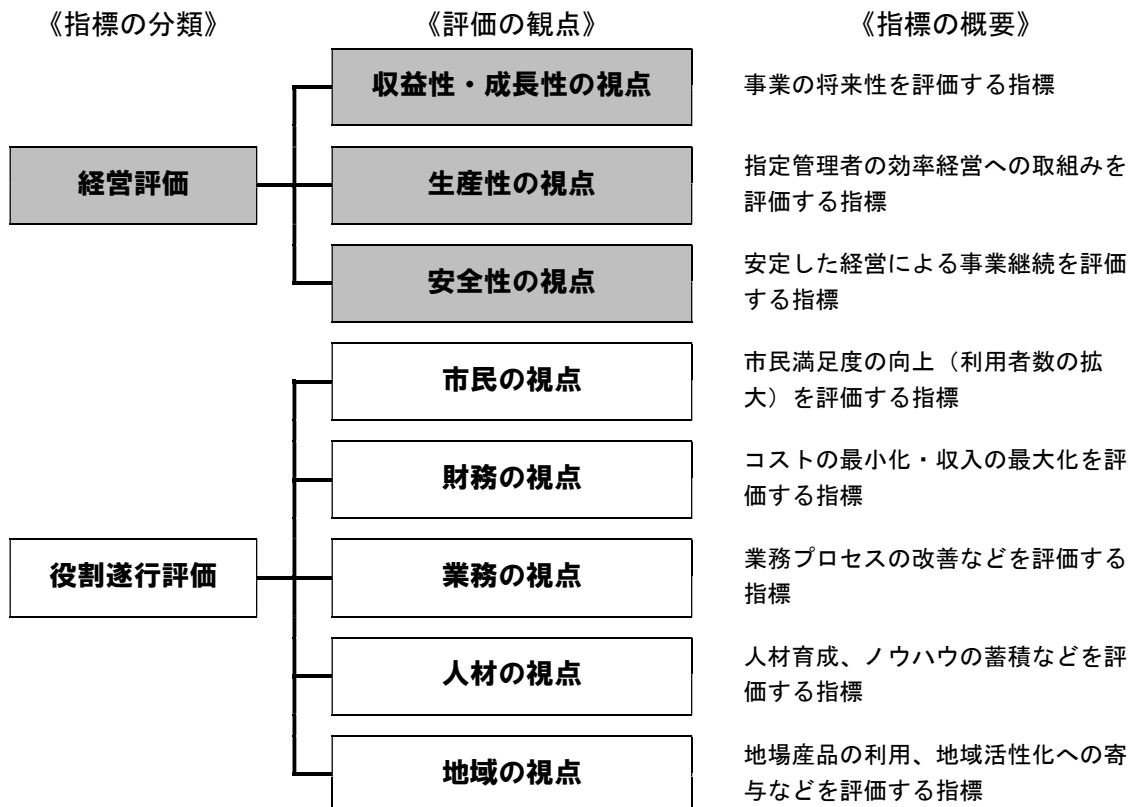 《指標の分類》 《評価の観点》 《指標の概要》
収益性・成長性の視点
事業の将来性を評価する指標
経営評価
生産性の視点
指定管理者の効率経営への取組みを
評価する指標
安全性の視点
安定した経営による事業継続を評価
する指標
市民の視点
市民満足度の向上（利用者数の拡
大）を評価する指標
財務の視点
コストの最小化・収入の最大化を評
価する指標
役割遂行評価
業務の視点
業務プロセスの改善などを評価する
指標
人材の視点
人材育成、ノウハウの蓄積などを評
価する指標
地域の視点
地場産品の利用、地域活性化への寄
与などを評価する指標